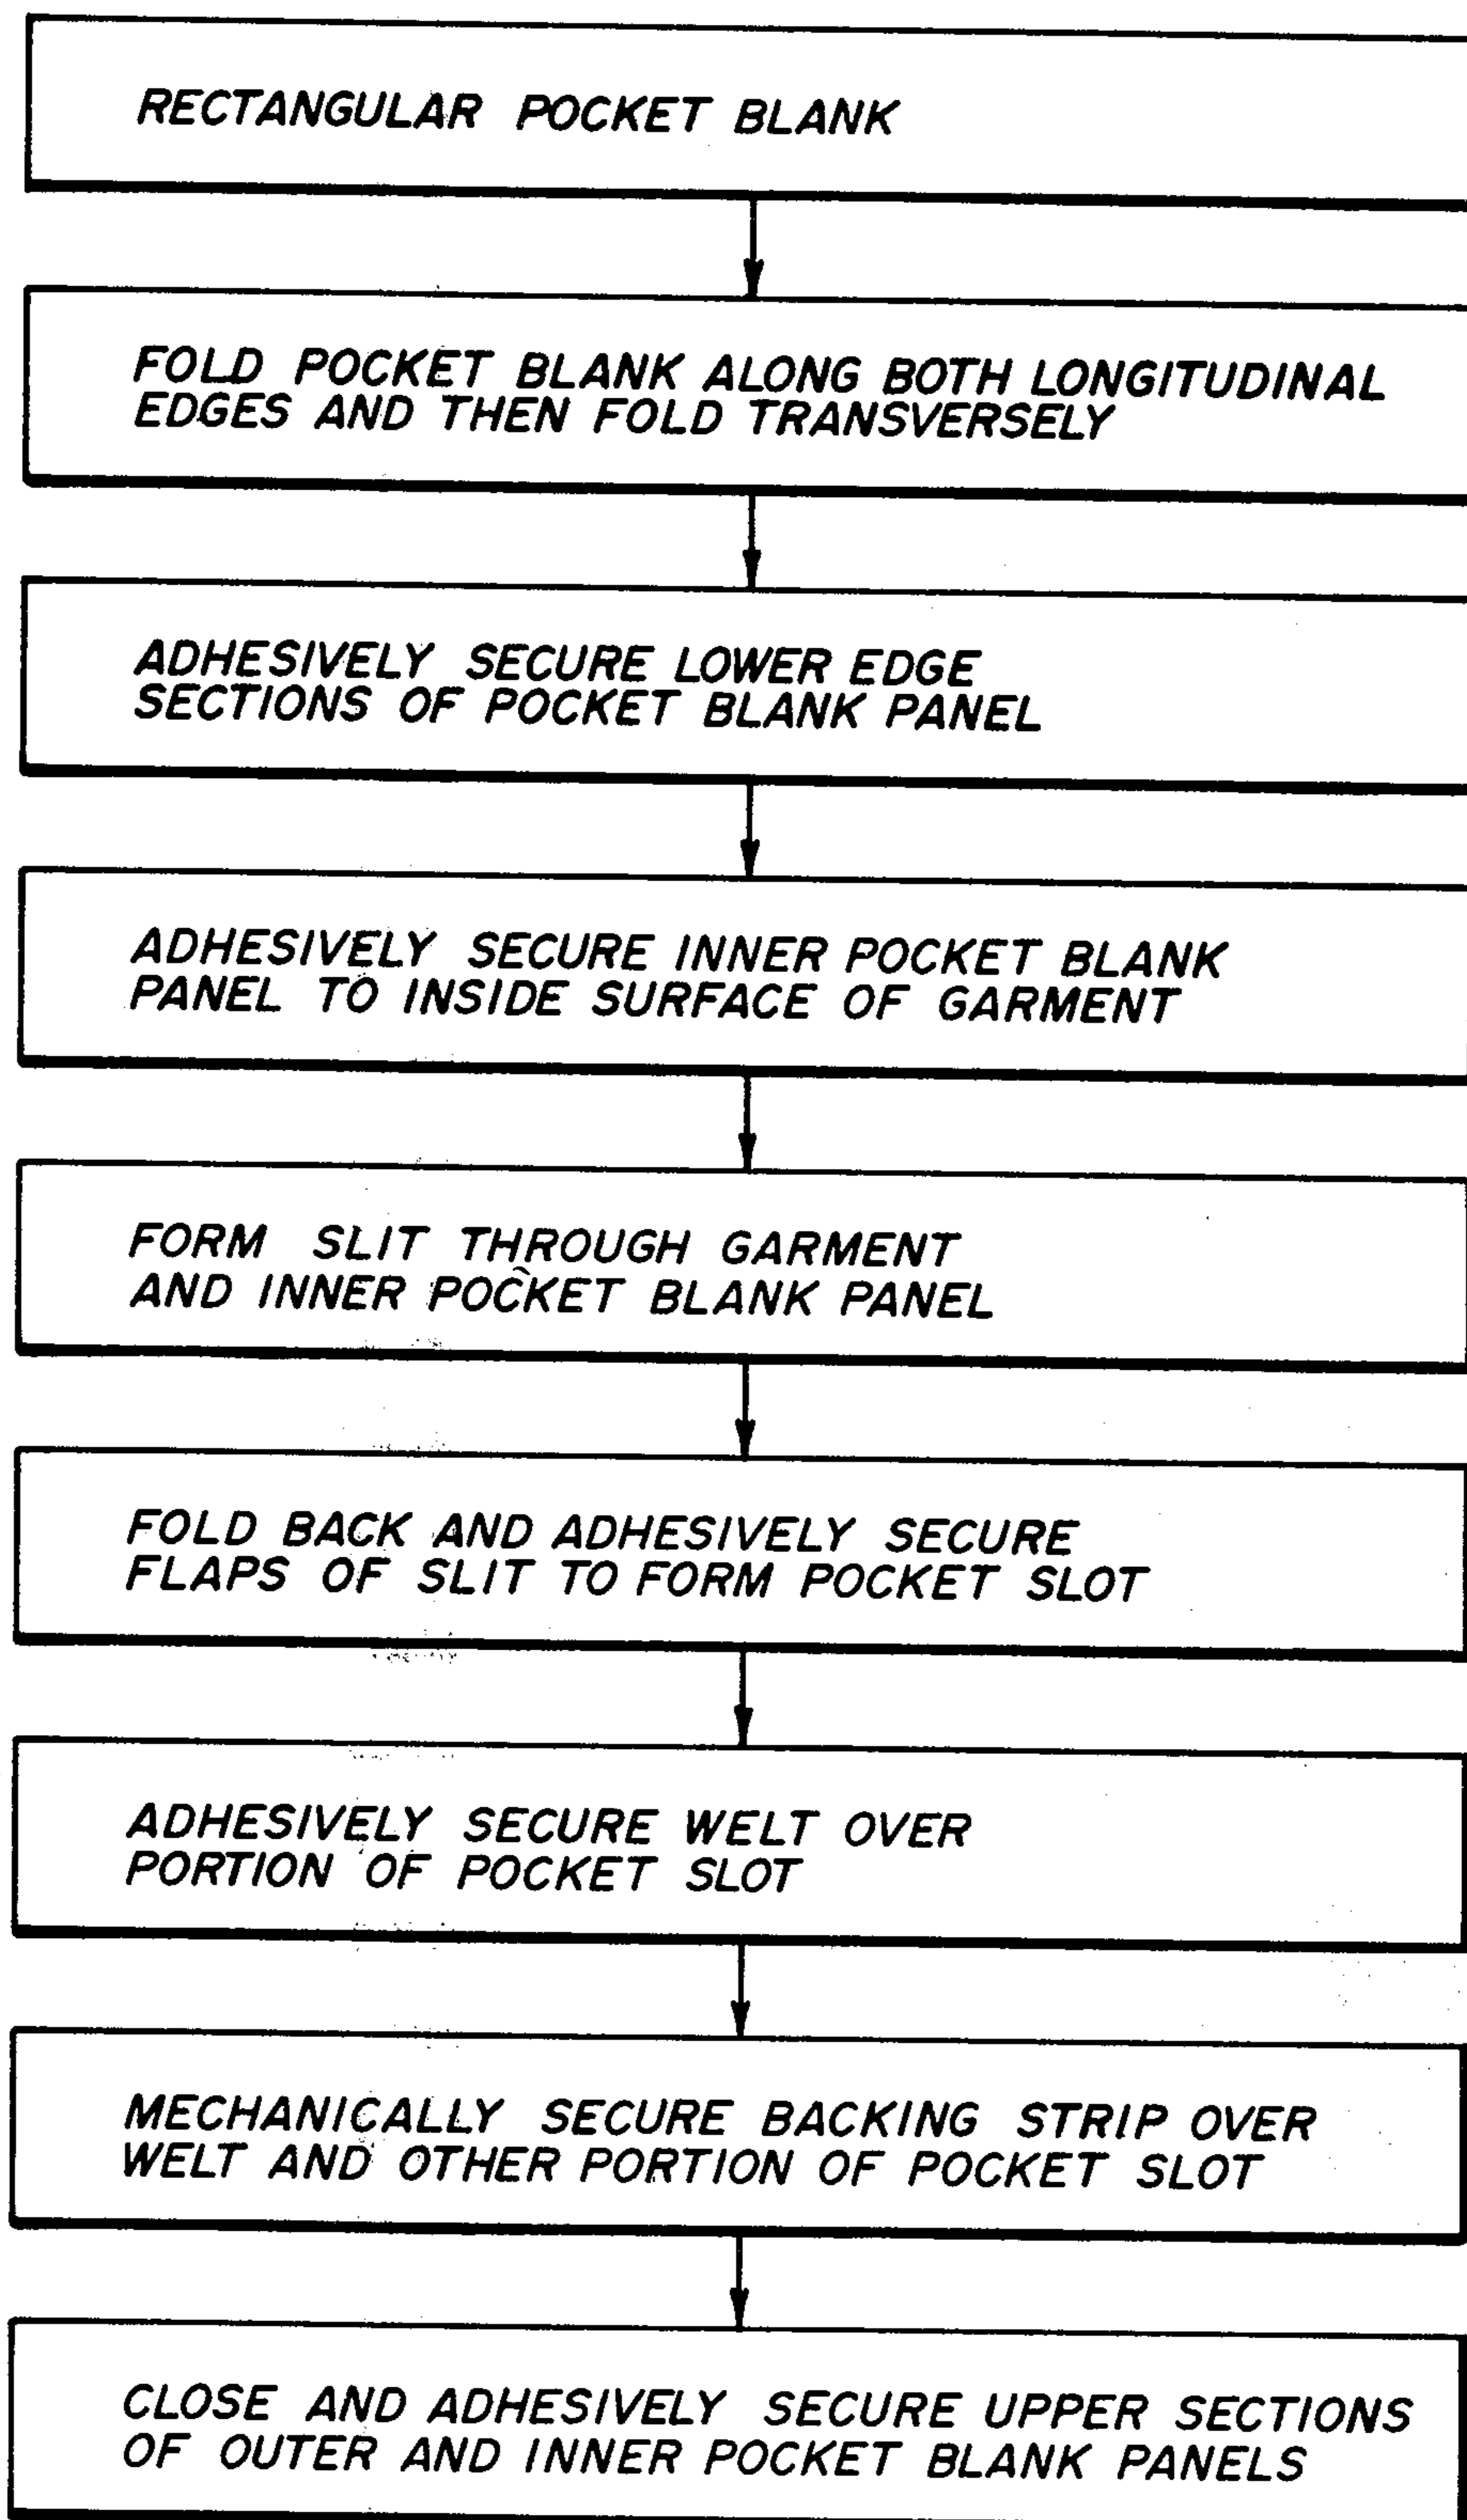 RECTANGULAR POCKET BLANK
FOLD POCKET BLANK ALONG BOTH LONGITUDINAL
EDGES AND THEN FOLD TRANSVERSELY
ADHESIVELY SECURE LOWER EDGE
SECTIONS OF POCKET BLANK PANEL
ADHESIVELY SECURE INNER POCKET BLANK
PANEL TO INSIDE SURFACE OF GARMENT
FORM SLIT THROUGH GARMENT
AND INNER POCKET BLANK PANEL
FOLD BACK AND ADHESIVELY SECURE
FLAPS OF SLIT TO FORM POCKET SLOT
ADHESIVELY SECURE WELT OVER
PORTION OF POCKET SLOT
MECHANICALLY SECURE BACKING STRIP OVER
WELT AND OTHER PORTION OF POCKET SLOT
CLOSE AND ADHESIVELY SECURE UPPER SECTIONS
OF OUTER AND INNER POCKET BLANK PANELS